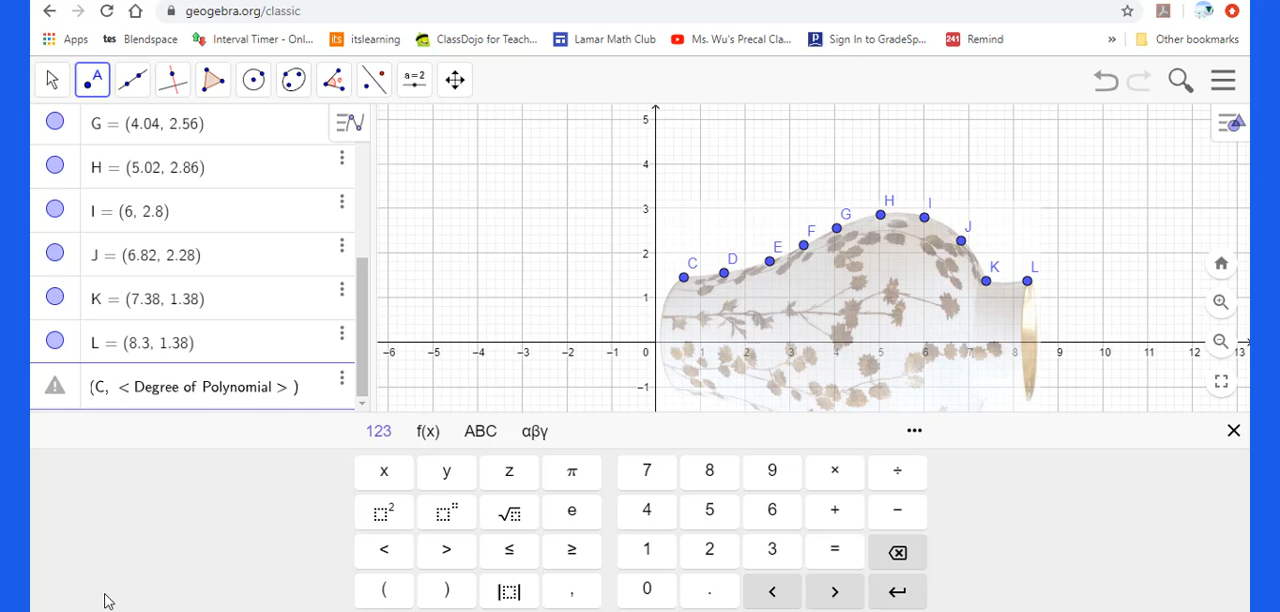 geogebra.org/classic
Apps tes Blendspace Interval Timer - Onl... its itslearning ClassDojo for Teach... Lamar Math Club Ms. Wu's Precal Cla... P Sign In to GradeSp... 241 Remind » Other bookmarks
A a=2
G = (4.04, 2.56)
H = (5.02, 2.86)
I = (6, 2.8)
J = (6.82, 2.28)
K = (7.38, 1.38)
L = (8.3, 1.38)
(C, < Degree of Polynomial > )
5
4
3
2
1
−1
−6 −5 −4 −3 −2 −1 0 1 2 3 4 5 6 7 8 9 10 11 12 13
C D E F G H I J K L
123 f(x) ABC αβγ ...
x y z π 7 8 9 × ÷
2 √ e 4 5 6 + −
< > ≤ ≥ 1 2 3 =
( ) , 0 . < >